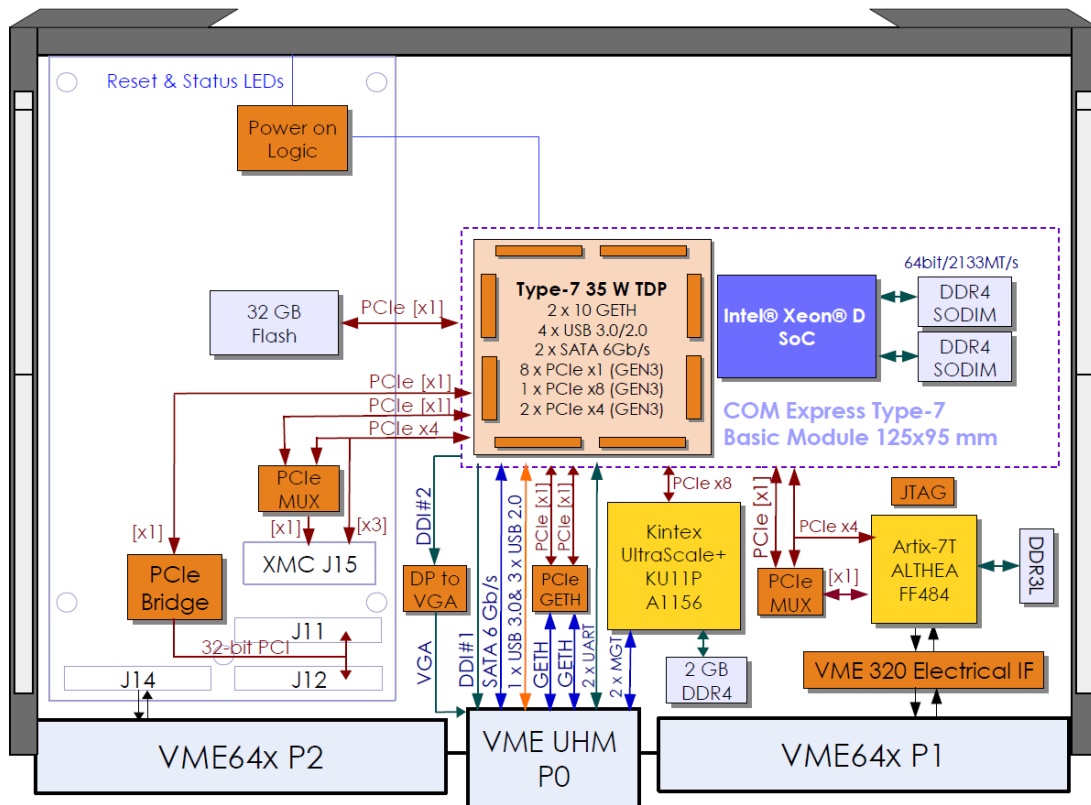 Reset & Status LEDs
Power on
Logic
32 GB
Flash
PCIe [x1]
Type-7 35 W TDP
2 x 10 GETH
4 x USB 3.0/2.0
2 x SATA 6Gb/s
8 x PCIe x1 (GEN3)
1 x PCIe x8 (GEN3)
2 x PCIe x4 (GEN3)
Intel® Xeon® D
SoC
64bit/2133MT/s
DDR4
SODIM
DDR4
SODIM
COM Express Type-7
Basic Module 125x95 mm
PCIe [x1]
PCIe [x1]
PCIe x4
PCIe
MUX
[x1]
[x1]
[x3]
XMC J15
PCIe
Bridge
32-bit PCI
J11
J12
J14
DDI#2
DP to
VGA
VGA
DDI#1
SATA 6 Gb/s
1 x USB 3.0& 3 x USB 2.0
PCIe [x1]
PCIe [x1]
PCIe
GETH
GETH
GETH
2 x UART
2 x MGT
PCIe x8
Kintex
UltraScale+
KU11P
A1156
2 GB
DDR4
PCIe [x1]
PCIe x4
PCIe
MUX
[x1]
JTAG
Artix-7T
ALTHEA
FF484
DDR3L
VME 320 Electrical IF
VME64x P2
VME UHM
P0
VME64x P1